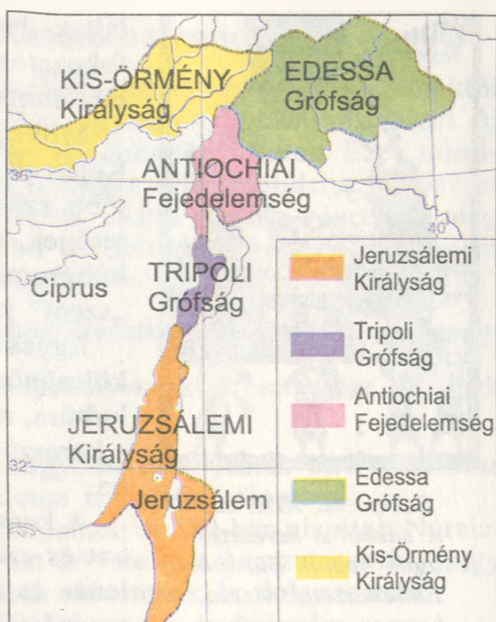 KIS-ÖRMÉNY
Királyság
EDESSA
Grófság
36
ANTIOCHIAI
Fejedelemség
40
Ciprus
TRIPOLI
Grófság
Jeruzsálemi
Királyság
Tripoli
Grófság
Antiochiai
Fejedelemség
JERUZSÁLEMI
Királyság
32
Jeruzsálem
Edessa
Grófság
Kis-Örmény
Királyság